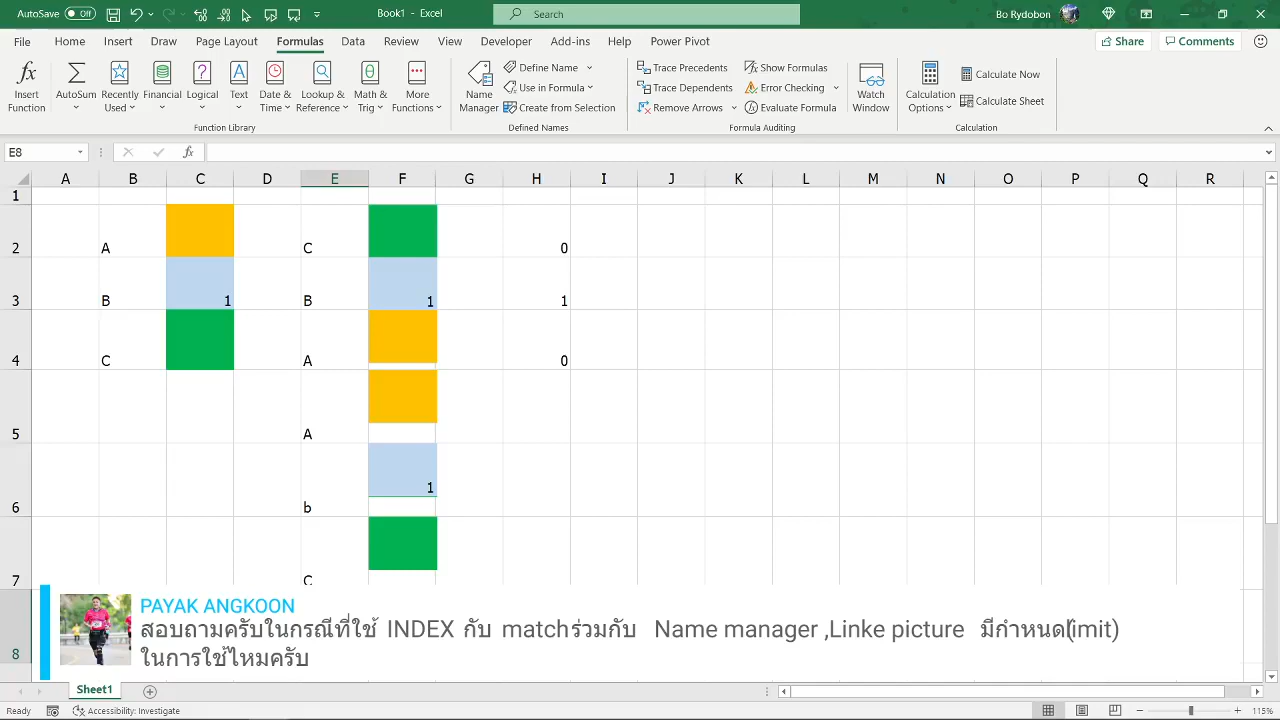 AutoSave Off Book1 - Excel Search Bo Rydobon
File Home Insert Draw Page Layout Formulas Data Review View Developer Add-ins Help Power Pivot Share Comments
Insert Function AutoSum Recently Used Financial Logical Text Date & Time Lookup & Reference Math & Trig More Functions
Name Manager Define Name Use in Formula Create from Selection
Trace Precedents Trace Dependents Remove Arrows Show Formulas Error Checking Evaluate Formula Watch Window
Calculation Options Calculate Now Calculate Sheet
Function Library Defined Names Formula Auditing Calculation
E8 fx
A B C D E F G H I J K L M N O P Q R
1
2 A C 0
3 B 1 B 1 1
4 C A 0
5 A
6 b 1
7 C
8
PAYAK ANGKOON
สอบถามครับในกรณีที่ใช้ INDEX กับ matchร่วมกับ Name manager ,Linke picture มีกำหนด(limit)
ในการใช้ไหมครับ
Sheet1
Ready Accessibility: Investigate 115%